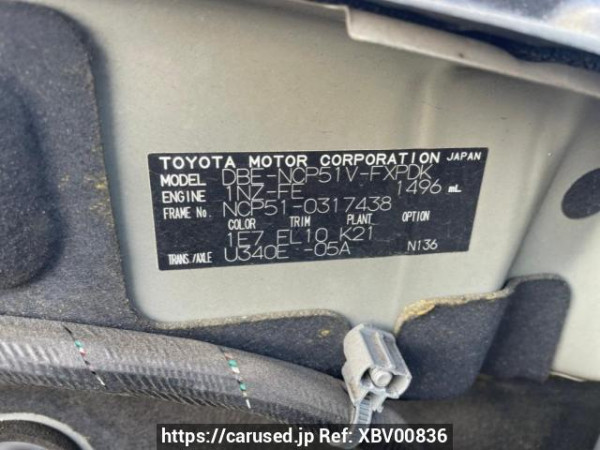 TOYOTA MOTOR CORPORATION JAPAN
MODEL DBE-NCP51V-FXPDK
ENGINE 1NZ-FE 1496 mL
FRAME No. NCP51-0317438
COLOR TRIM PLANT OPTION
1E7 FL10 K21
TRANS./AXLE U340E -05A N136
https://carused.jp Ref: XBV00836